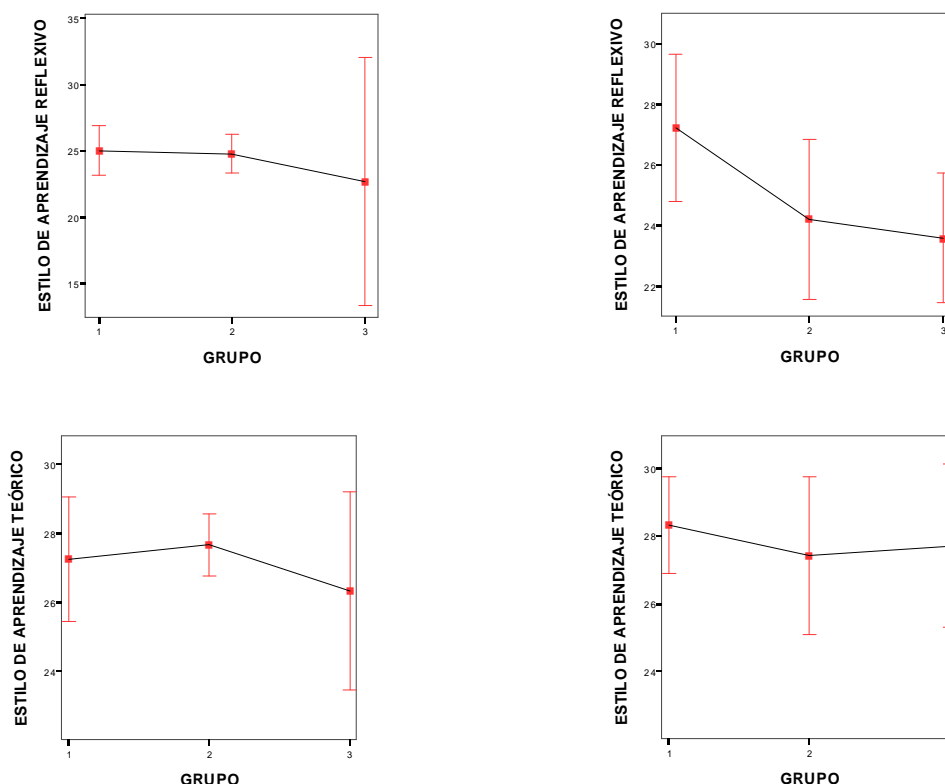 ESTILO DE APRENDIZAJE REFLEXIVO
35
30
25
20
15
1 2 3
GRUPO
ESTILO DE APRENDIZAJE REFLEXIVO
30
28
26
24
22
1 2 3
GRUPO
ESTILO DE APRENDIZAJE TEÓRICO
30
28
26
24
1 2 3
GRUPO
ESTILO DE APRENDIZAJE TEÓRICO
30
28
26
24
1 2
GRUPO